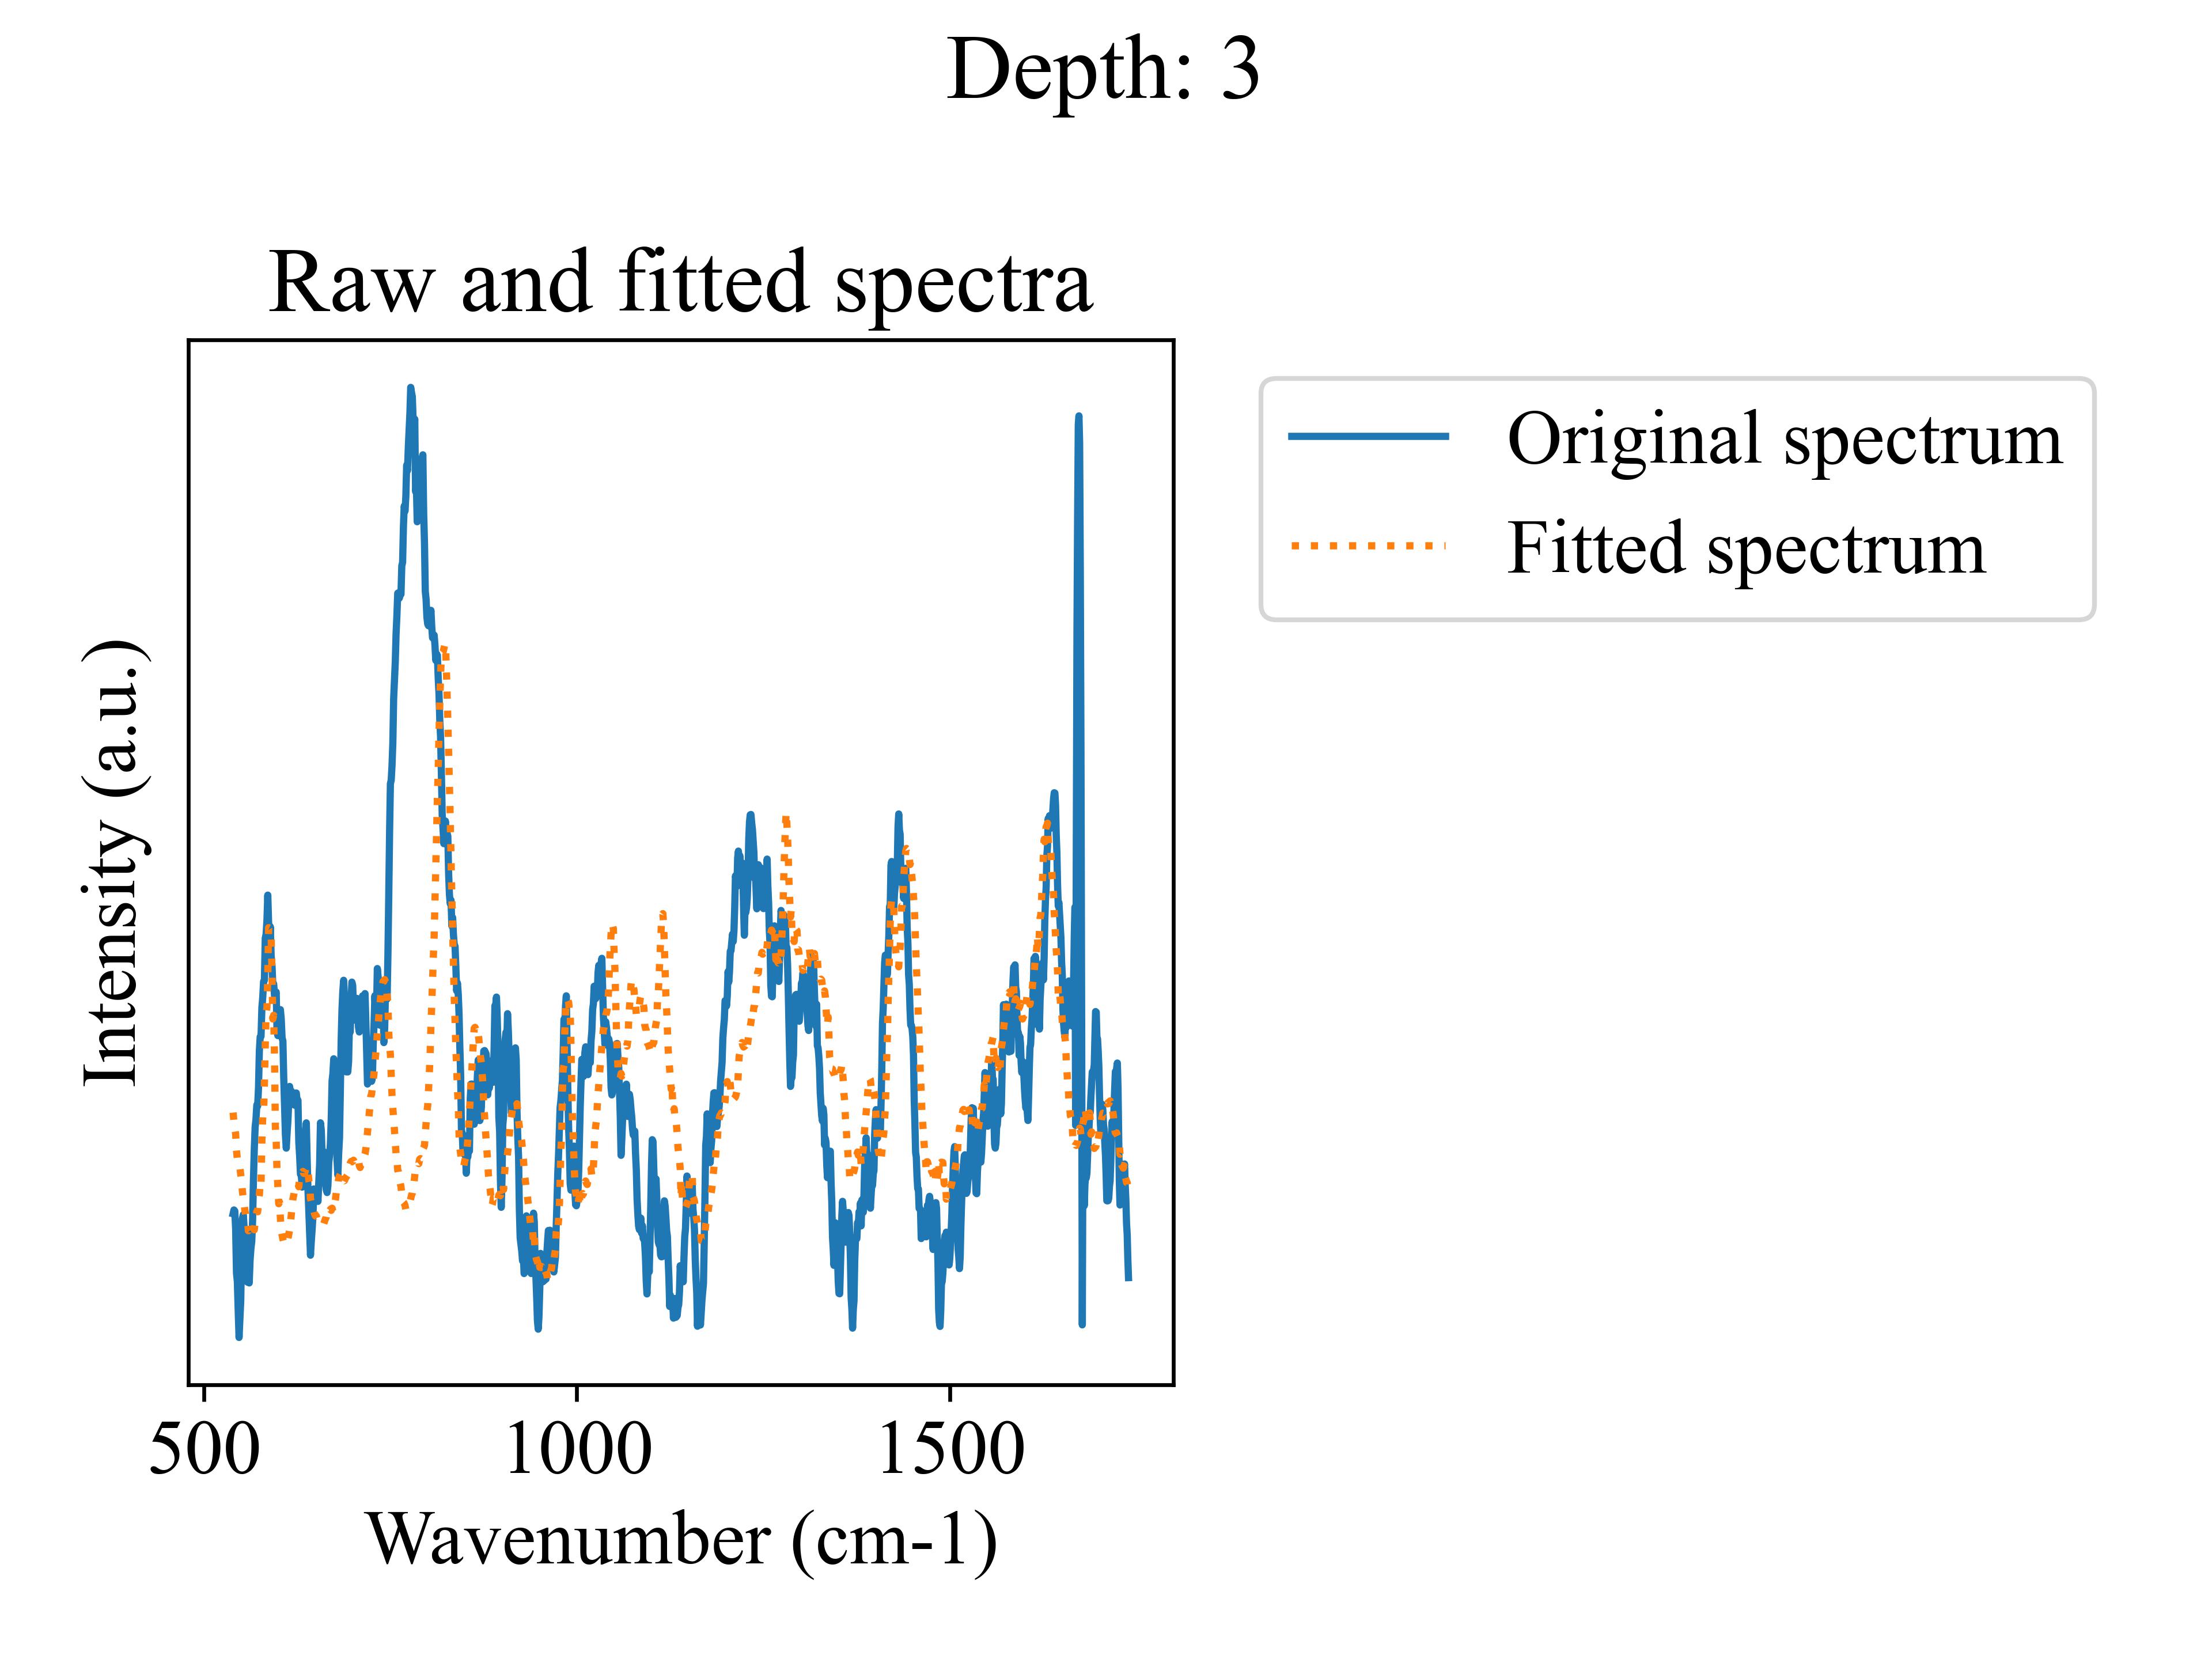 Depth: 3
Raw and fitted spectra
Original spectrum
Fitted spectrum
Intensity (a.u.)
500 1000 1500
Wavenumber (cm-1)